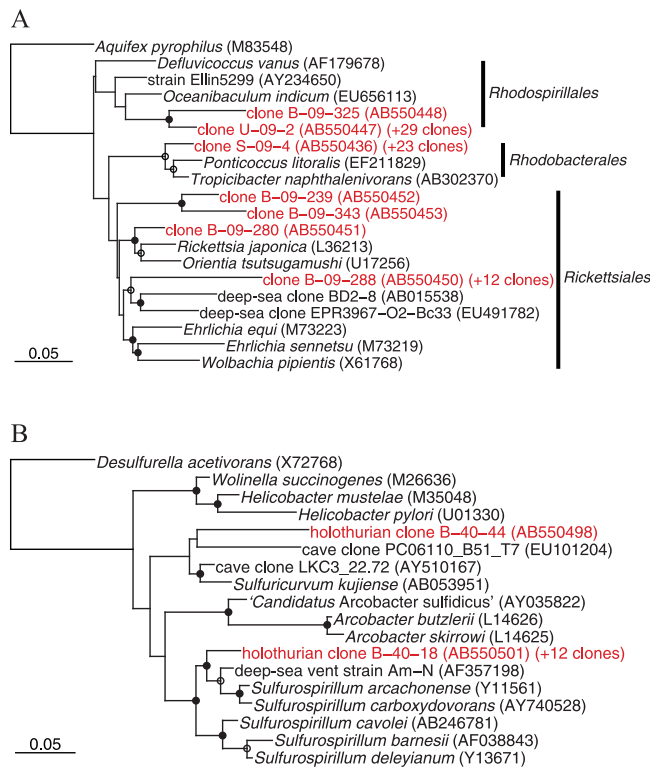 A
Aquifex pyrophilus (M83548)
Defluvicoccus vanus (AF179678)
strain Ellin5299 (AY234650)
Oceanibaculum indicum (EU656113)
clone B-09-325 (AB550448)
clone U-09-2 (AB550447) (+29 clones)
Rhodospirillales
clone S-09-4 (AB550436) (+23 clones)
Ponticoccus litoralis (EF211829)
Tropicibacter naphthalenivorans (AB302370)
Rhodobacterales
clone B-09-239 (AB550452)
clone B-09-343 (AB550453)
clone B-09-280 (AB550451)
Rickettsia japonica (L36213)
Orientia tsutsugamushi (U17256)
clone B-09-288 (AB550450) (+12 clones)
deep-sea clone BD2-8 (AB015538)
deep-sea clone EPR3967-O2-Bc33 (EU491782)
Ehrlichia equi (M73223)
Ehrlichia sennetsu (M73219)
Wolbachia pipientis (X61768)
Rickettsiales
0.05
B
Desulfurella acetivorans (X72768)
Wolinella succinogenes (M26636)
Helicobacter mustelae (M35048)
Helicobacter pylori (U01330)
holothurian clone B-40-44 (AB550498)
cave clone PC06110_B51_T7 (EU101204)
cave clone LKC3_22.72 (AY510167)
Sulfuricurvum kujiense (AB053951)
'Candidatus Arcobacter sulfidicus' (AY035822)
Arcobacter butzlerii (L14626)
Arcobacter skirrowi (L14625)
holothurian clone B-40-18 (AB550501) (+12 clones)
deep-sea vent strain Am-N (AF357198)
Sulfurospirillum arcachonense (Y11561)
Sulfurospirillum carboxydovorans (AY740528)
Sulfurospirillum cavolei (AB246781)
Sulfurospirillum barnesii (AF038843)
Sulfurospirillum deleyianum (Y13671)
0.05